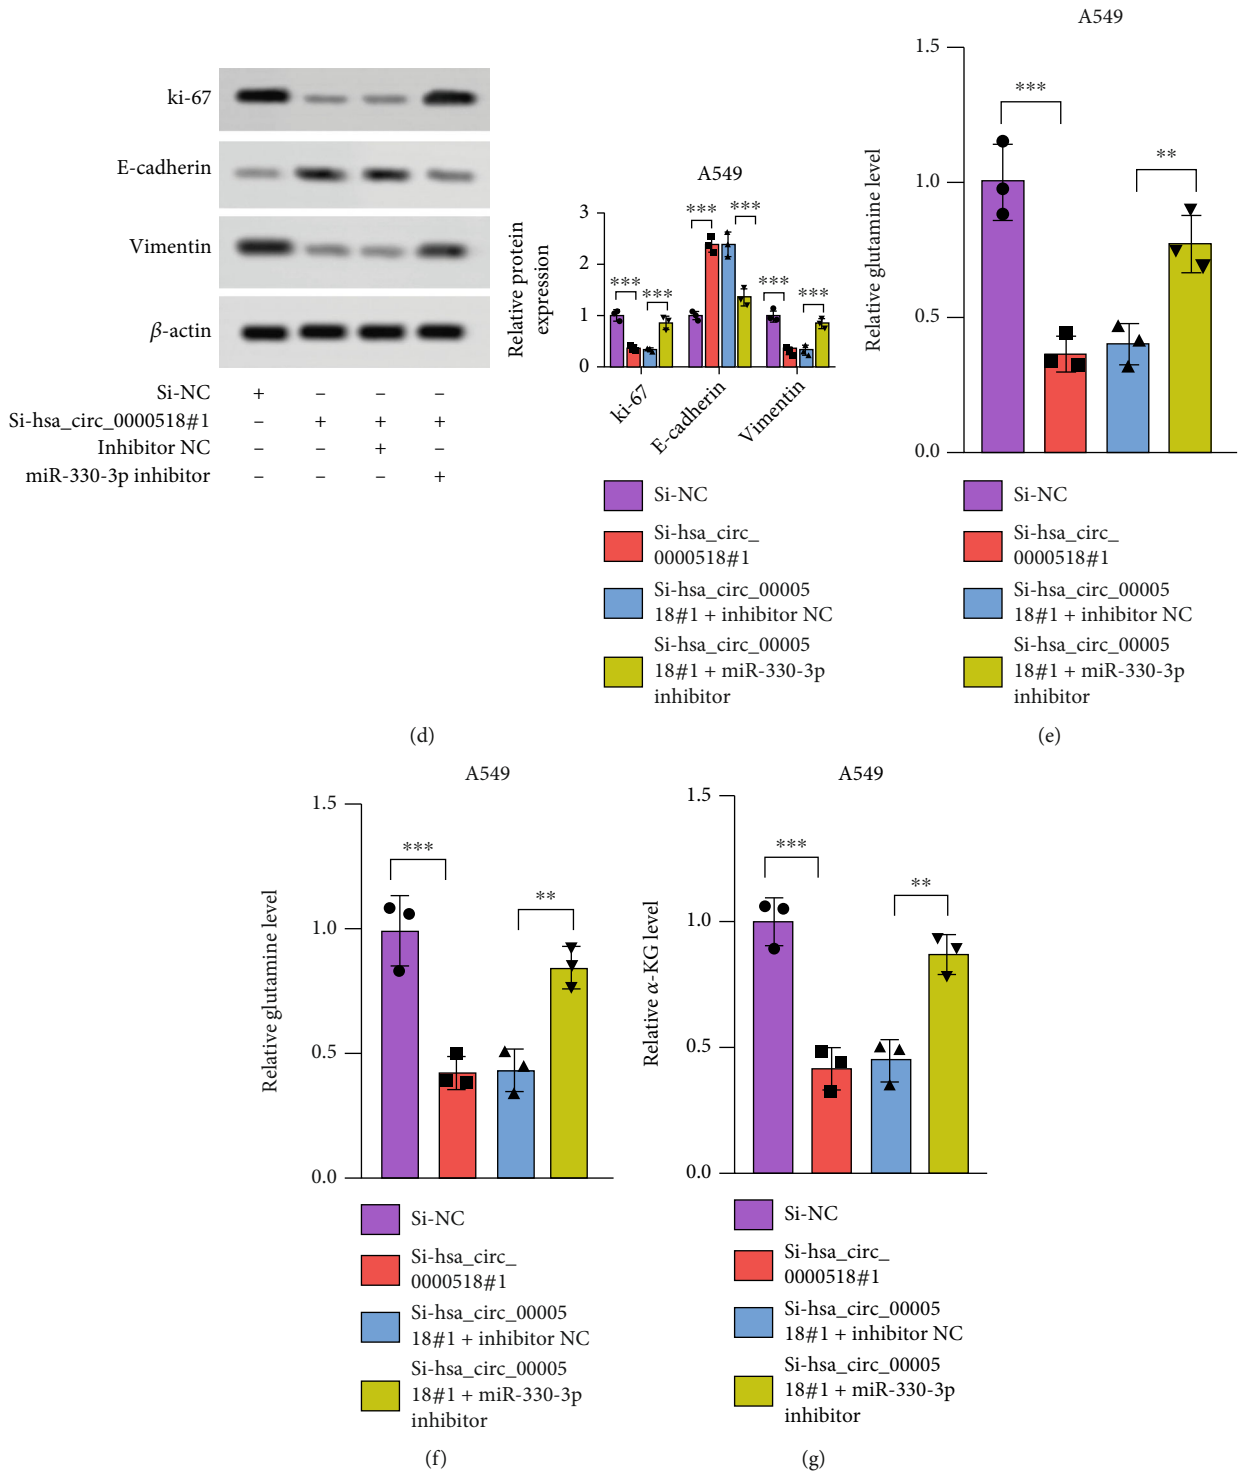 ki-67
E-cadherin
Vimentin
β-actin
Si-NC + – – –
Si-hsa_circ_0000518#1 – + + +
Inhibitor NC – – + –
miR-330-3p inhibitor – – – +
A549
Relative protein
expression
3
2
1
0
*** *** *** *** *** ***
ki-67
E-cadherin
Vimentin
Si-NC
Si-hsa_circ_
0000518#1
Si-hsa_circ_00005
18#1 + inhibitor NC
Si-hsa_circ_00005
18#1 + miR-330-3p
inhibitor
(d)
A549
Relative glutamine level
1.5
1.0
0.5
0.0
***
**
Si-NC
Si-hsa_circ_
0000518#1
Si-hsa_circ_00005
18#1 + inhibitor NC
Si-hsa_circ_00005
18#1 + miR-330-3p
inhibitor
(e)
A549
Relative glutamine level
1.5
1.0
0.5
0.0
***
**
Si-NC
Si-hsa_circ_
0000518#1
Si-hsa_circ_00005
18#1 + inhibitor NC
Si-hsa_circ_00005
18#1 + miR-330-3p
inhibitor
(f)
A549
Relative α-KG level
1.5
1.0
0.5
0.0
***
**
Si-NC
Si-hsa_circ_
0000518#1
Si-hsa_circ_00005
18#1 + inhibitor NC
Si-hsa_circ_00005
18#1 + miR-330-3p
inhibitor
(g)